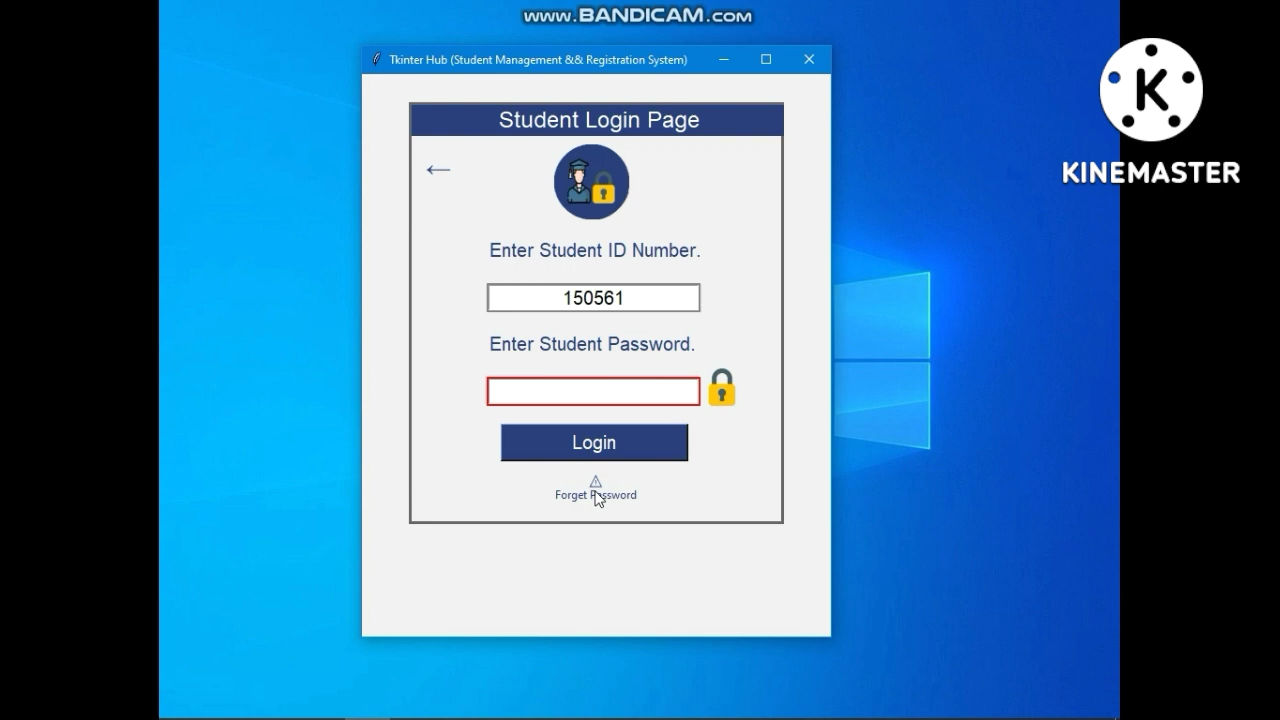 www.BANDICAM.COM
Tkinter Hub (Student Management && Registration System)
K
KINEMASTER
Student Login Page
Enter Student ID Number.
150561
Enter Student Password.
Login
Forget Password